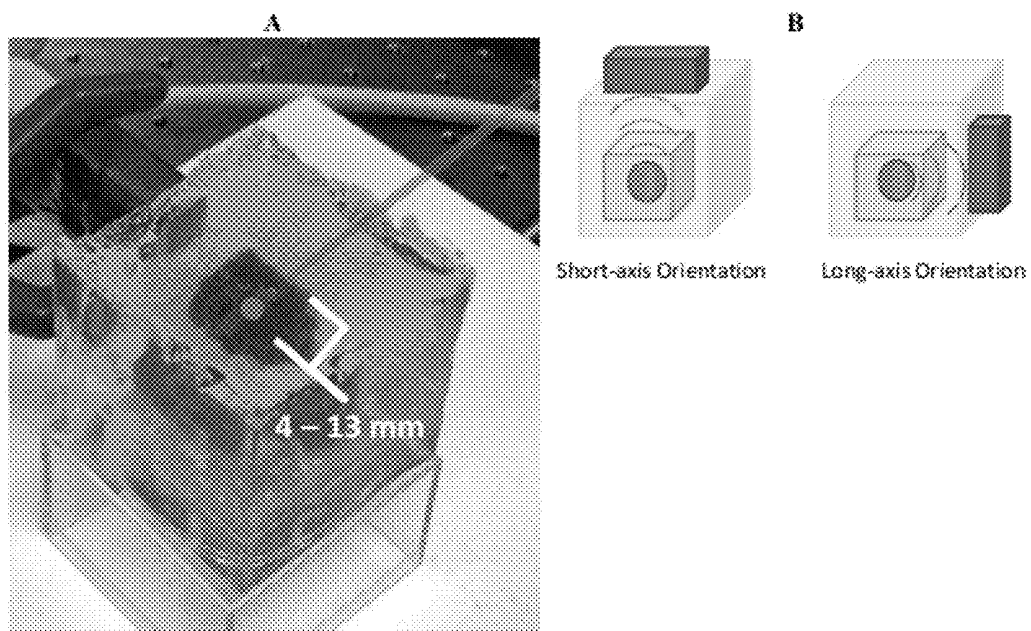 A
B
Short-axis Orientation
Long-axis Orientation
4 – 13 mm